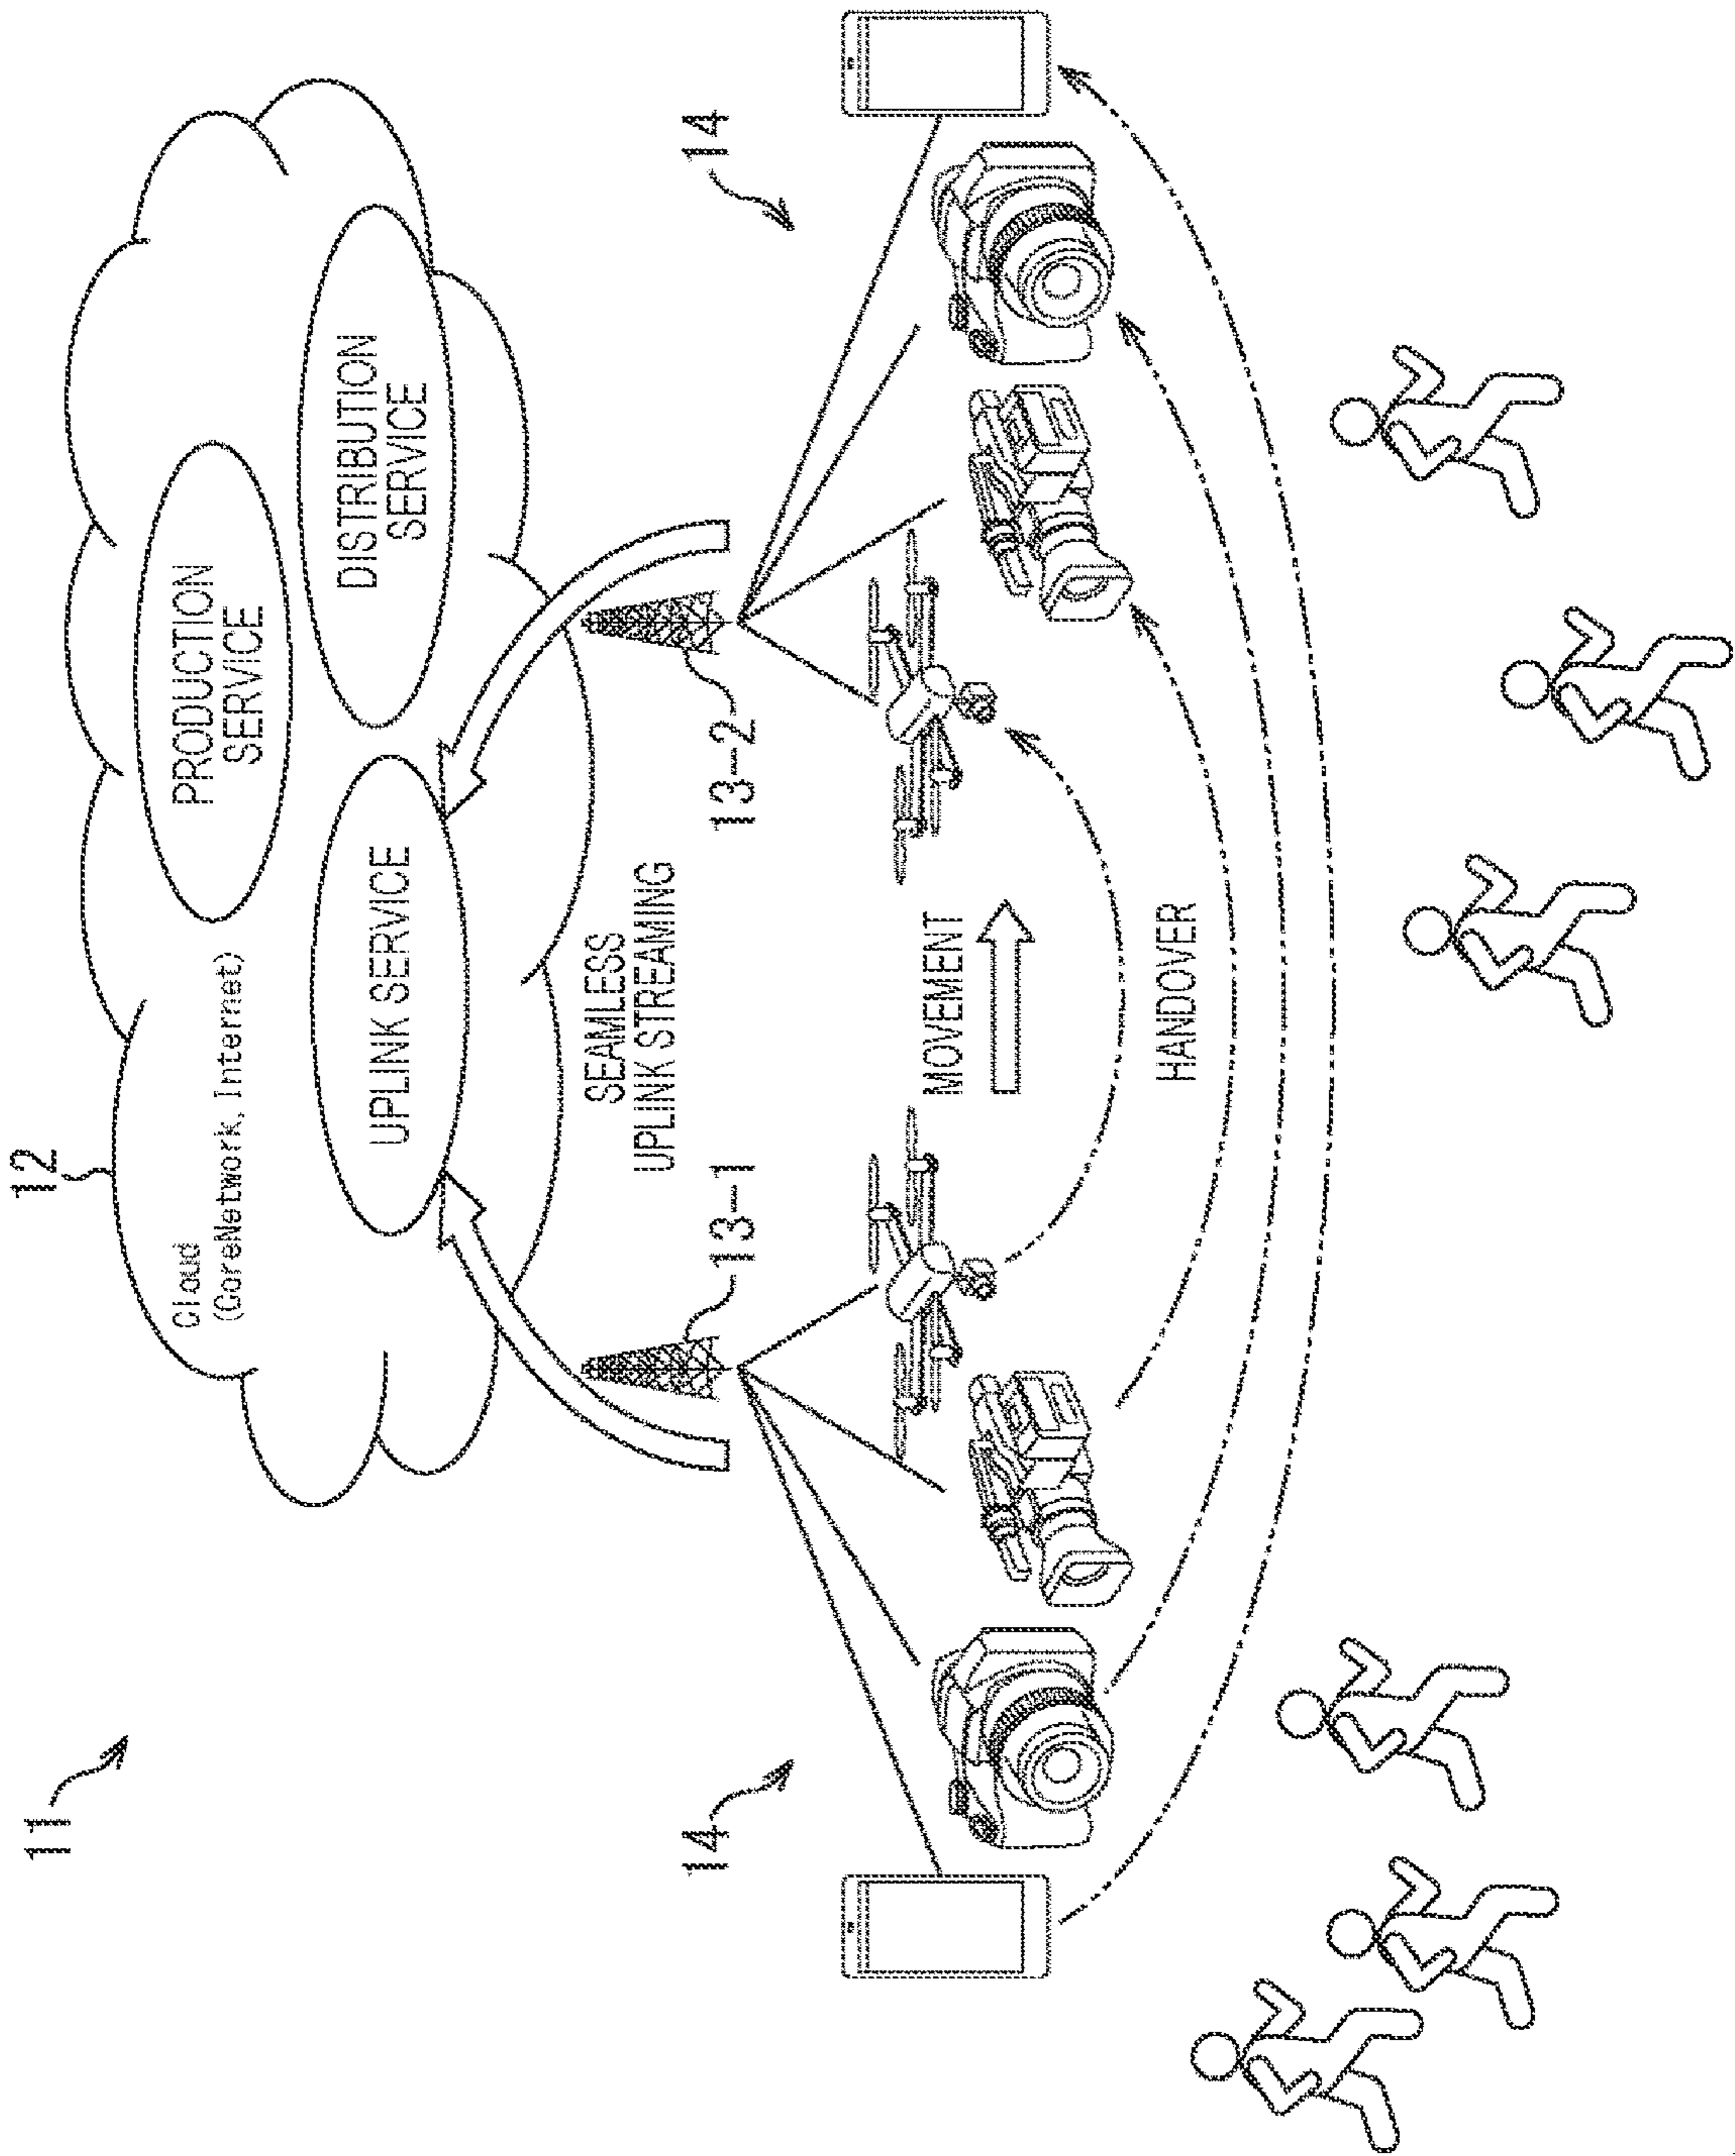 11
12
Cloud
(CoreNetwork, Internet)
PRODUCTION
SERVICE
UPLINK SERVICE
DISTRIBUTION
SERVICE
SEAMLESS
UPLINK STREAMING
13-1
13-2
14
14
MOVEMENT
HANDOVER